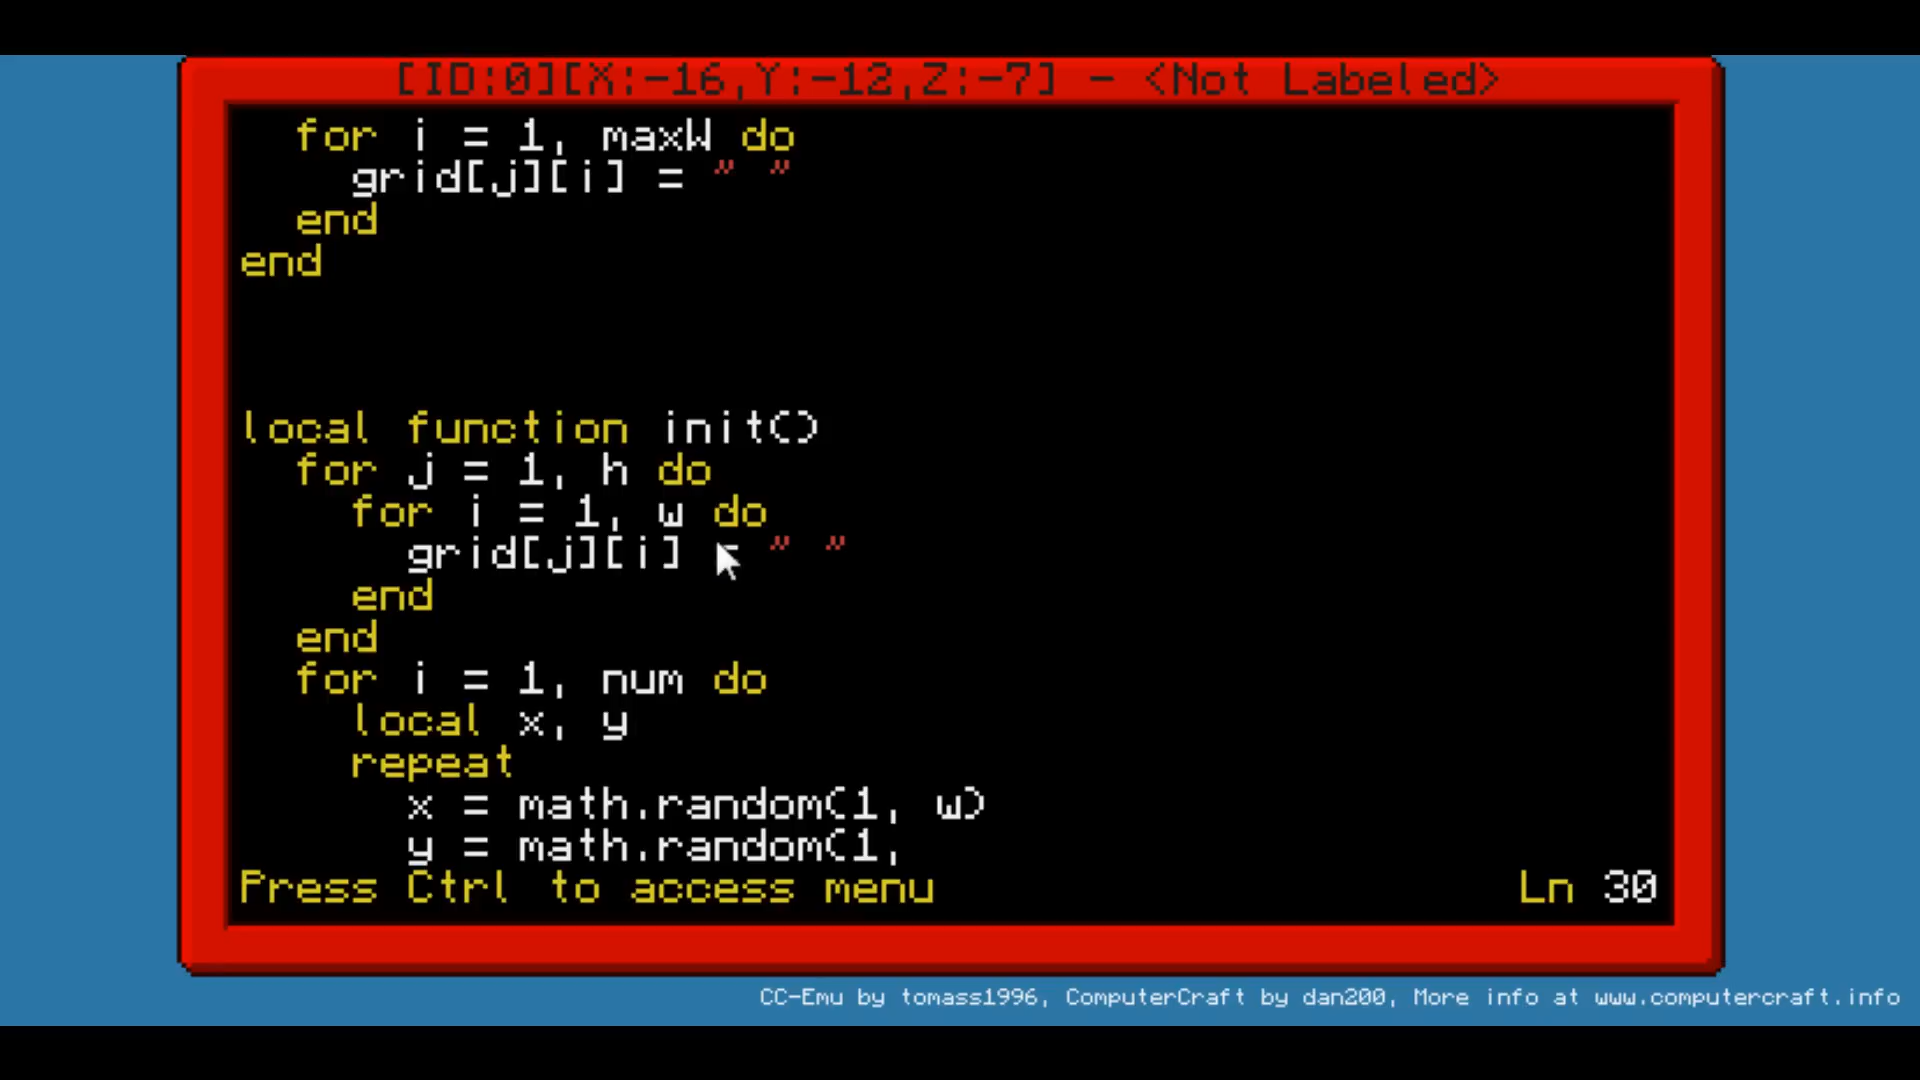 [ID:0][X:-16,Y:-12,Z:-7] - <Not Labeled>
for i = 1, maxW do
grid[j][i] = " "
end
end
local function init()
for j = 1, h do
for i = 1, w do
grid[j][i] = " "
end
end
for i = 1, num do
local x, y
repeat
x = math.random(1, w)
y = math.random(1,
Press Ctrl to access menu Ln 30
CC-Emu by tomass1996, ComputerCraft by dan200, More info at www.computercraft.info